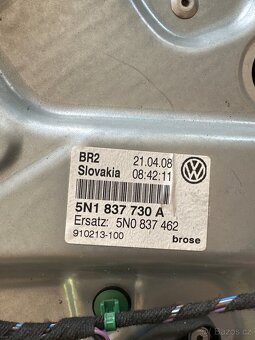 BR2 21.04.08
Slovakia 08:42:11
5N1 837 730 A
Ersatz: 5N0 837 462
910213-100 brose
Bazoš.cz